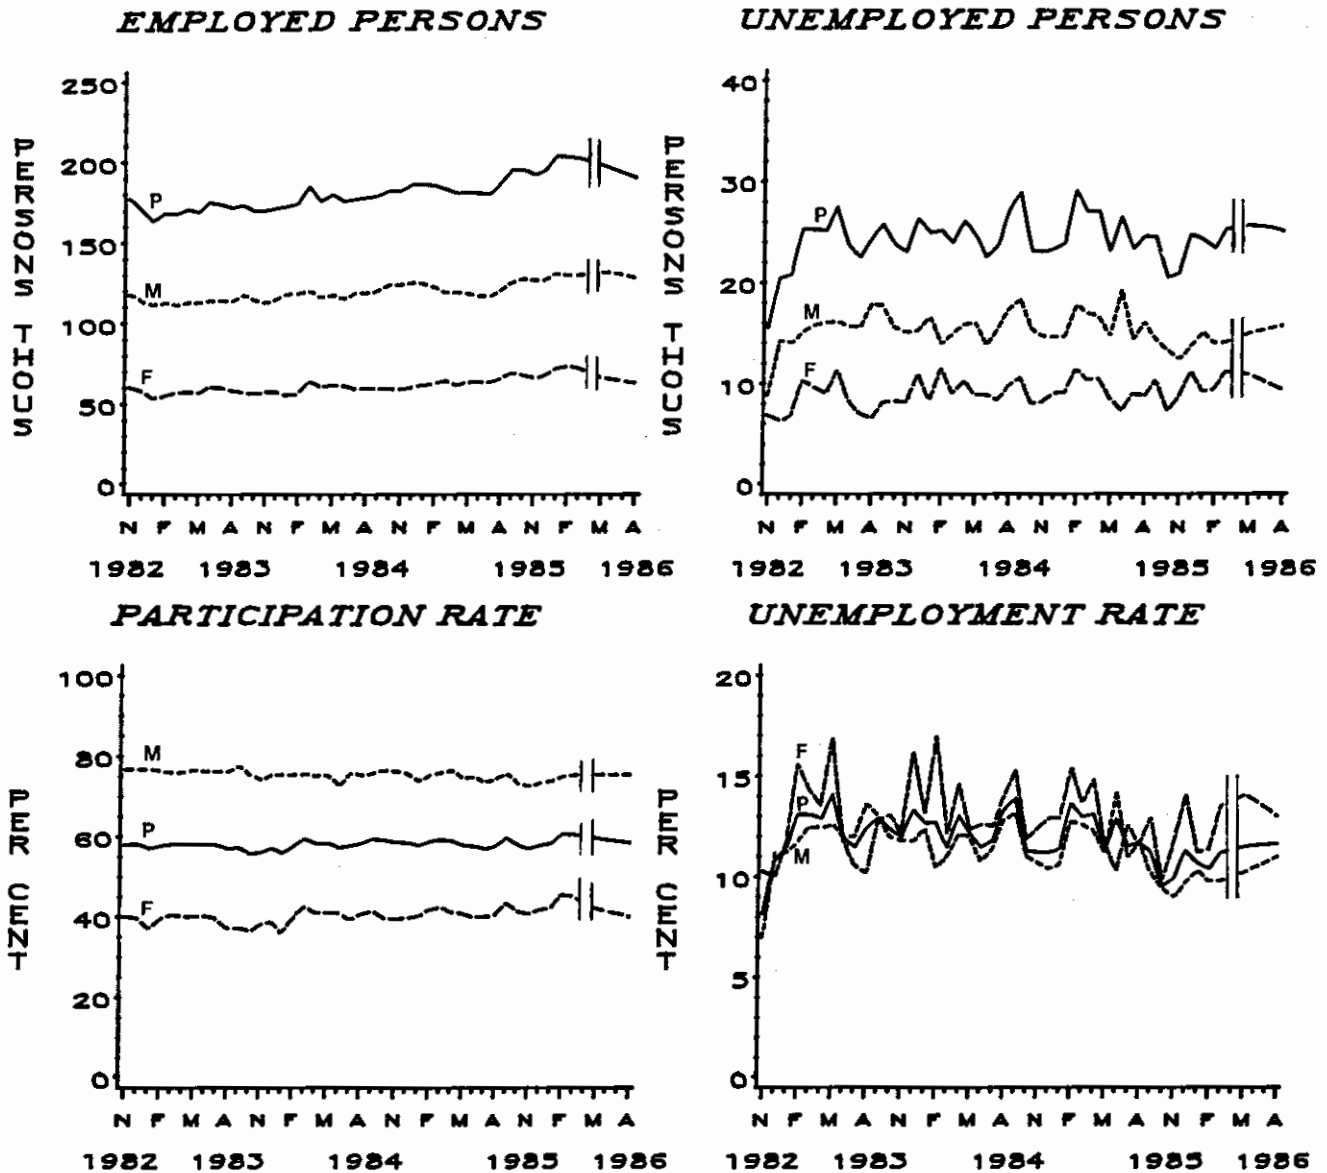 EMPLOYED PERSONS
PERSONS THOUS
250
200
150
100
50
0
P
M
F
N F M A N F M A N F M A N F M A
1982 1983 1984 1985 1986
UNEMPLOYED PERSONS
PERSONS THOUS
40
30
20
10
0
P
M
F
N F M A N F M A N F M A N F M A
1982 1983 1984 1985 1986
PARTICIPATION RATE
PER CENT
100
80
60
40
20
0
M
P
F
N F M A N F M A N F M A N F M A
1982 1983 1984 1985 1986
UNEMPLOYMENT RATE
PER CENT
20
15
10
5
0
F
P
M
N F M A N F M A N F M A N F M A
1982 1983 1984 1985 1986